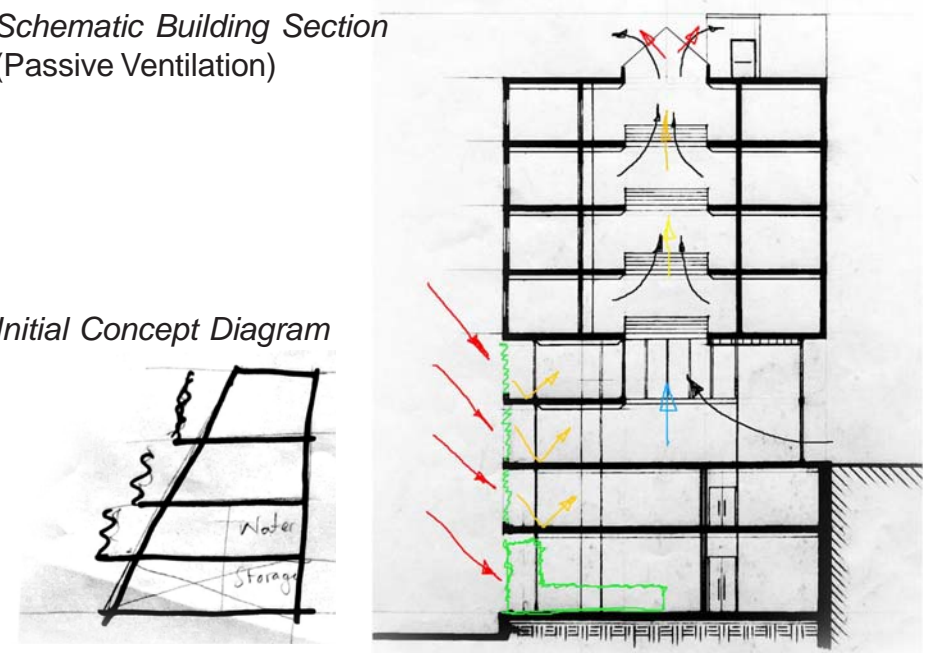 Schematic Building Section
(Passive Ventilation)
Initial Concept Diagram
Water
Storage